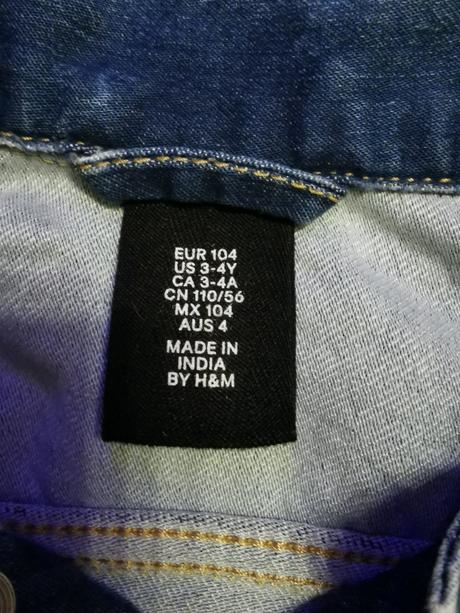 EUR 104
US 3-4Y
CA 3-4A
CN 110/56
MX 104
AUS 4
MADE IN
INDIA
BY H&M